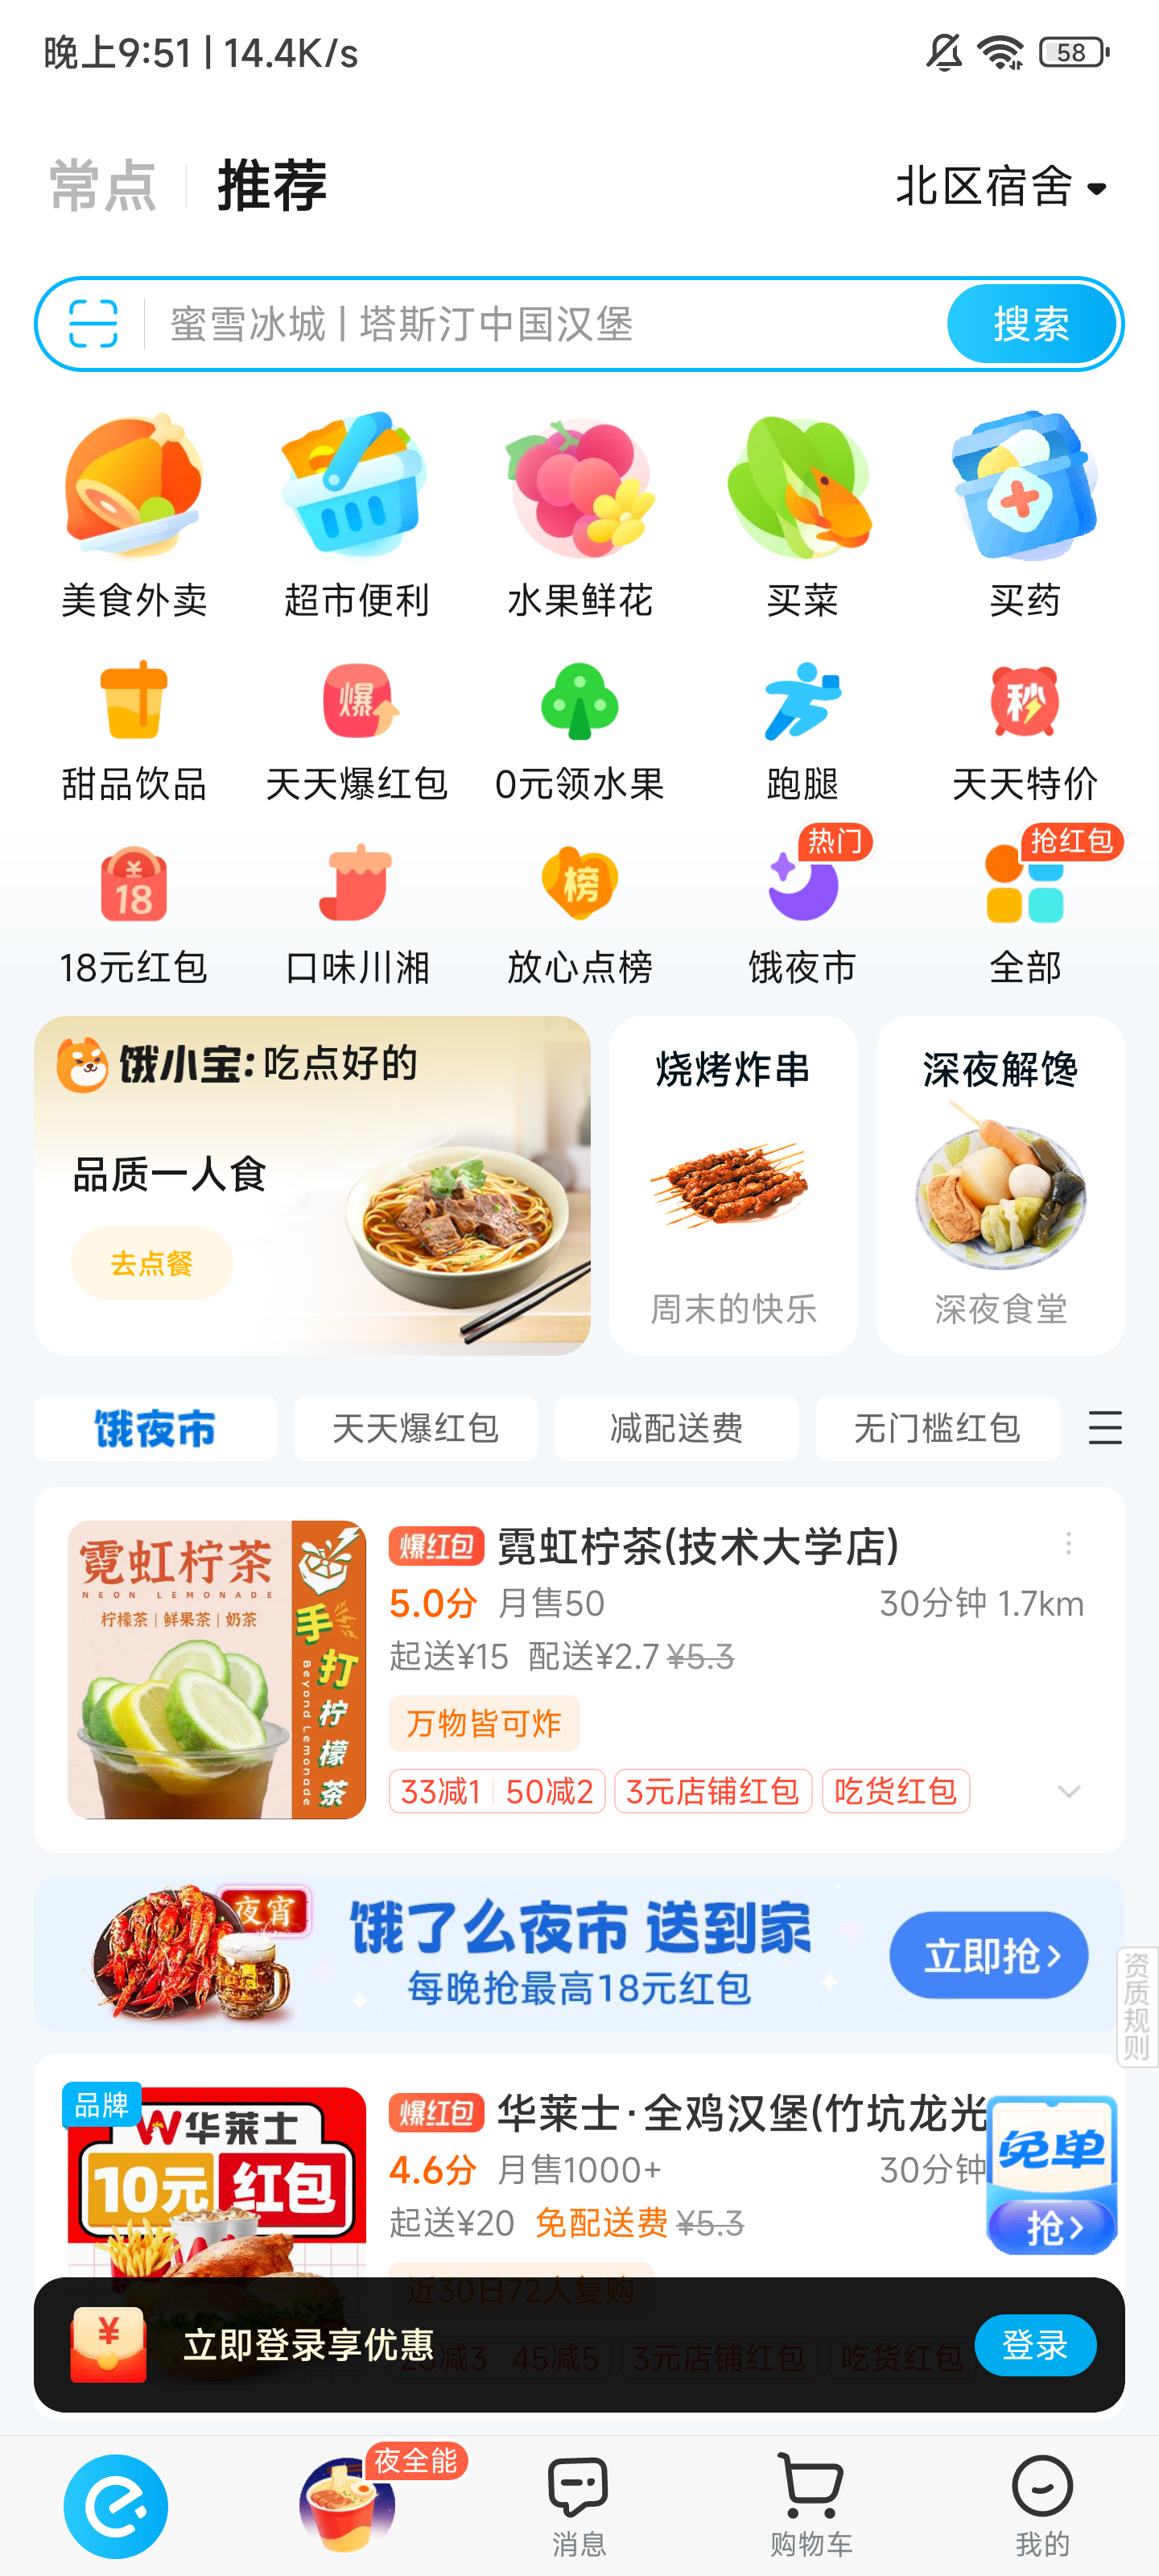 晚上9:51 | 14.4K/s
58
常点
推荐
北区宿舍
蜜雪冰城 | 塔斯汀中国汉堡
搜索
美食外卖
超市便利
水果鲜花
买菜
买药
爆
秒
甜品饮品
天天爆红包
0元领水果
跑腿
天天特价
¥
18
榜
热门
抢红包
18元红包
口味川湘
放心点榜
饿夜市
全部
饿小宝:吃点好的
品质一人食
去点餐
烧烤炸串
周末的快乐
深夜解馋
深夜食堂
饿夜市
天天爆红包
减配送费
无门槛红包
霓虹柠茶
NEON LEMONADE
柠檬茶 | 鲜果茶 | 奶茶
手打柠檬茶
Beyond Lemonade
爆红包 霓虹柠茶(技术大学店)
5.0分 月售50 30分钟 1.7km
起送¥15 配送¥2.7 ¥5.3
万物皆可炸
33减1 50减2 3元店铺红包 吃货红包
夜宵
饿了么夜市 送到家
每晚抢最高18元红包
立即抢
资质规则
品牌
华莱士
10元红包
爆红包 华莱士·全鸡汉堡(竹坑龙光
4.6分 月售1000+ 30分钟
起送¥20 免配送费 ¥5.3
近30日72人复购
减3 45减5 3元店铺红包 吃货红包
免单
抢
¥
立即登录享优惠
登录
夜全能
消息
购物车
我的